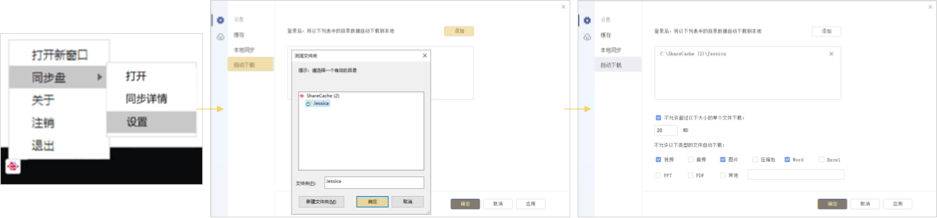 打开新窗口
同步盘
关于
注销
退出
打开
同步详情
设置
设置
缓存
本地同步
自动下载
登录后，将以下列表中的目录数据自动下载到本地
添加
浏览文件夹
提示：请选择一个有效的目录
ShareCache (2)
Jessica
文件夹(F):
Jessica
新建文件夹(M)
确定
取消
确定
取消
应用
设置
缓存
本地同步
自动下载
登录后，将以下列表中的目录数据自动下载到本地
添加
C:\ShareCache (2)\Jessica
不允许超过以下大小的单个文件下载：
20
MB
不允许以下类型的文件自动下载：
视频
音频
图片
压缩包
Word
Excel
PPT
PDF
其他
确定
取消
应用